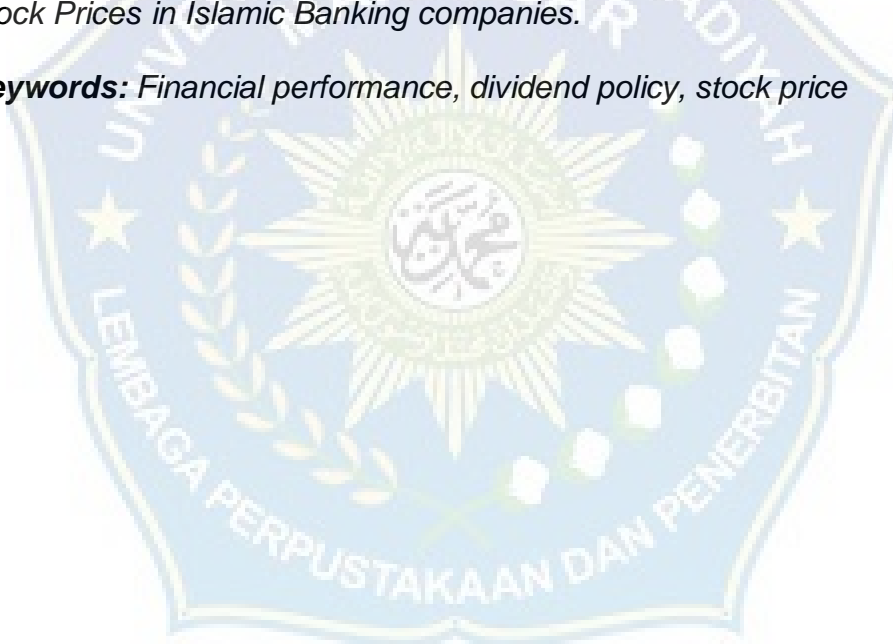 ock Prices in Islamic Banking companies.
eywords: Financial performance, dividend policy, stock price
LEMBAGA PERPUSTAKAAN DAN PENERBITAN